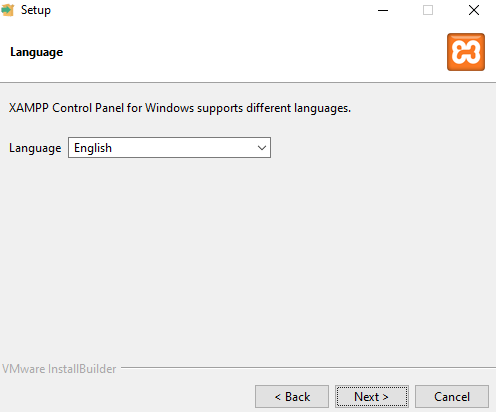 Setup
Language
XAMPP Control Panel for Windows supports different languages.
Language English
VMware InstallBuilder
< Back Next > Cancel